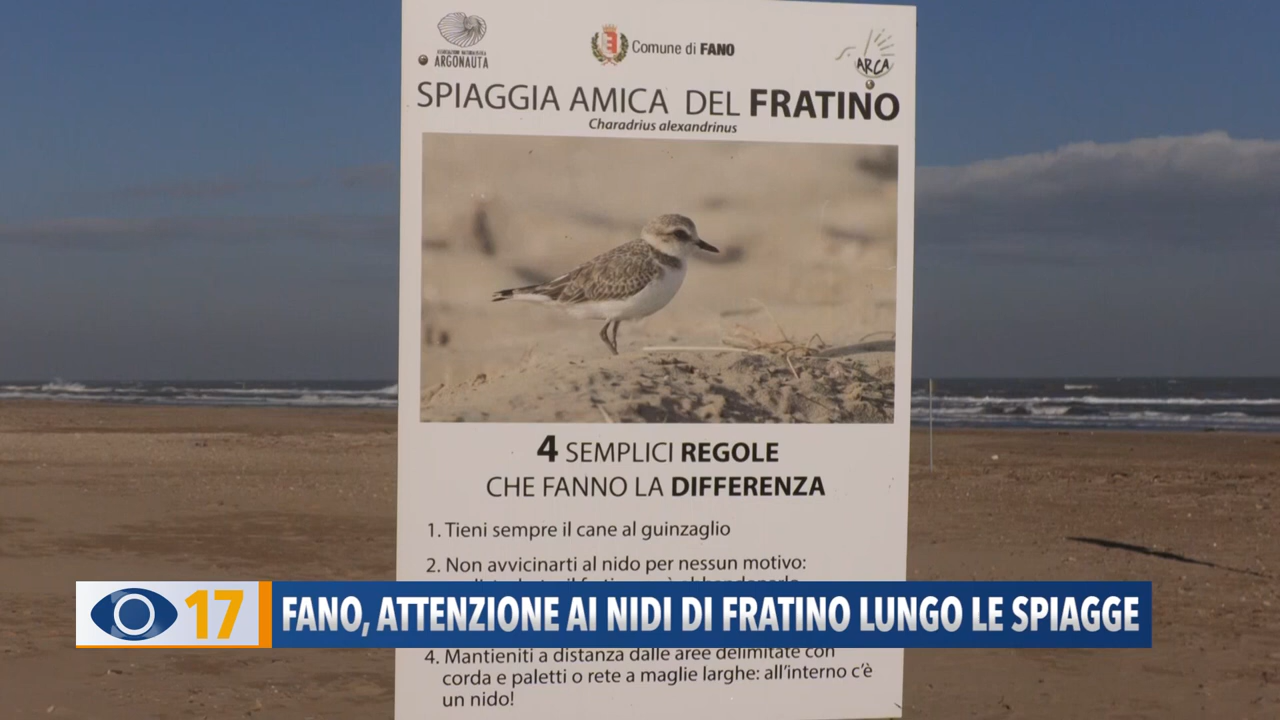 ASSOCIAZIONE NATURALISTICA
ARGONAUTA
Comune di FANO
ARCA
SPIAGGIA AMICA DEL FRATINO
Charadrius alexandrinus
4 SEMPLICI REGOLE
CHE FANNO LA DIFFERENZA
1. Tieni sempre il cane al guinzaglio
2. Non avvicinarti al nido per nessun motivo:
17 FANO, ATTENZIONE AI NIDI DI FRATINO LUNGO LE SPIAGGE
4. Mantieniti a distanza dalle aree delimitate con
corda e paletti o rete a maglie larghe: all'interno c'è
un nido!